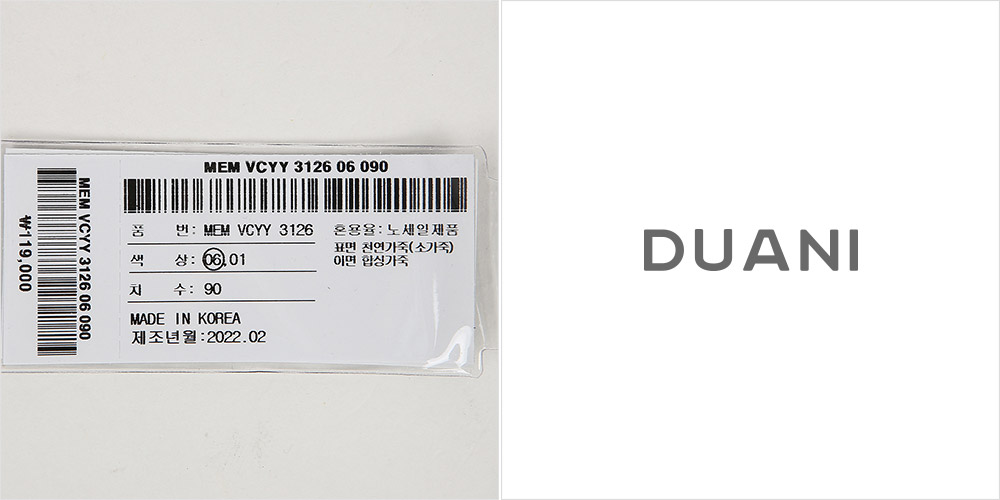 MEM VCYY 3126 06 090
MEM VCYY 3126 06 090
₩119,000
품 번: MEM VCYY 3126
색 상: 06,01
치 수: 90
MADE IN KOREA
제조년월:2022.02
혼용율: 노세일제품
표면 천연가죽(소가죽)
이면 합성가죽
DUANI